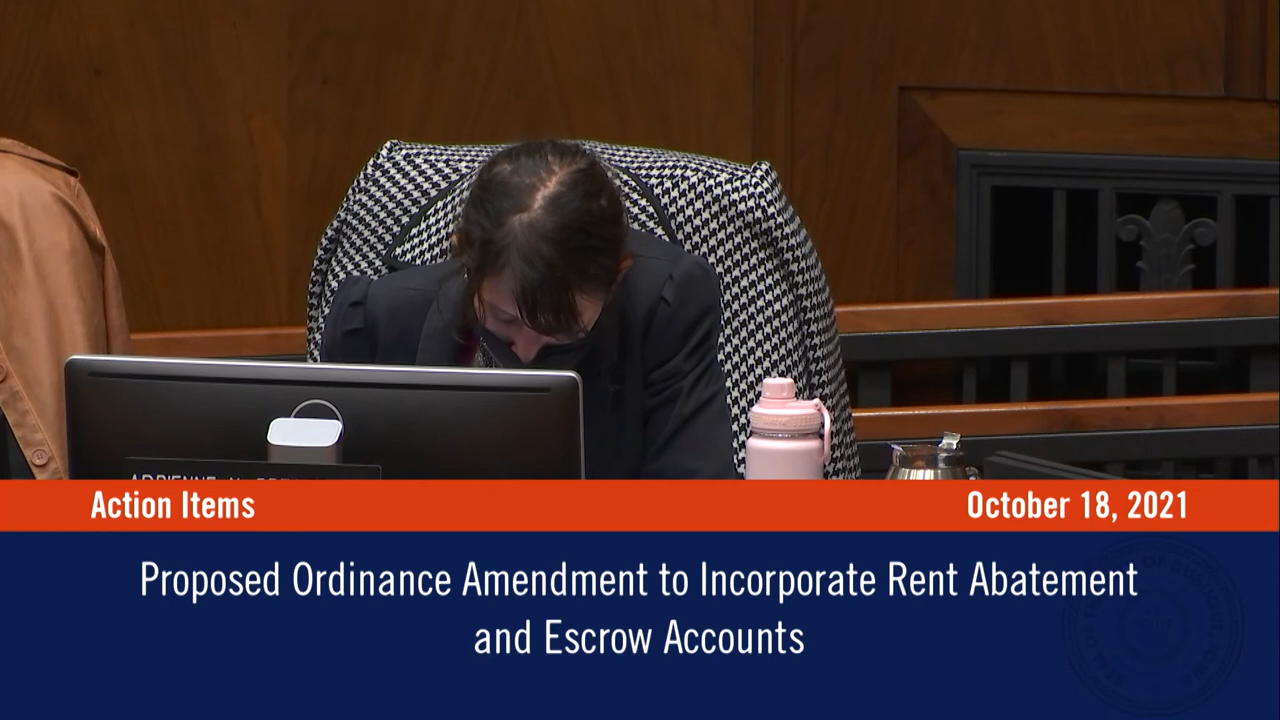 Action Items
October 18, 2021
Proposed Ordinance Amendment to Incorporate Rent Abatement
and Escrow Accounts